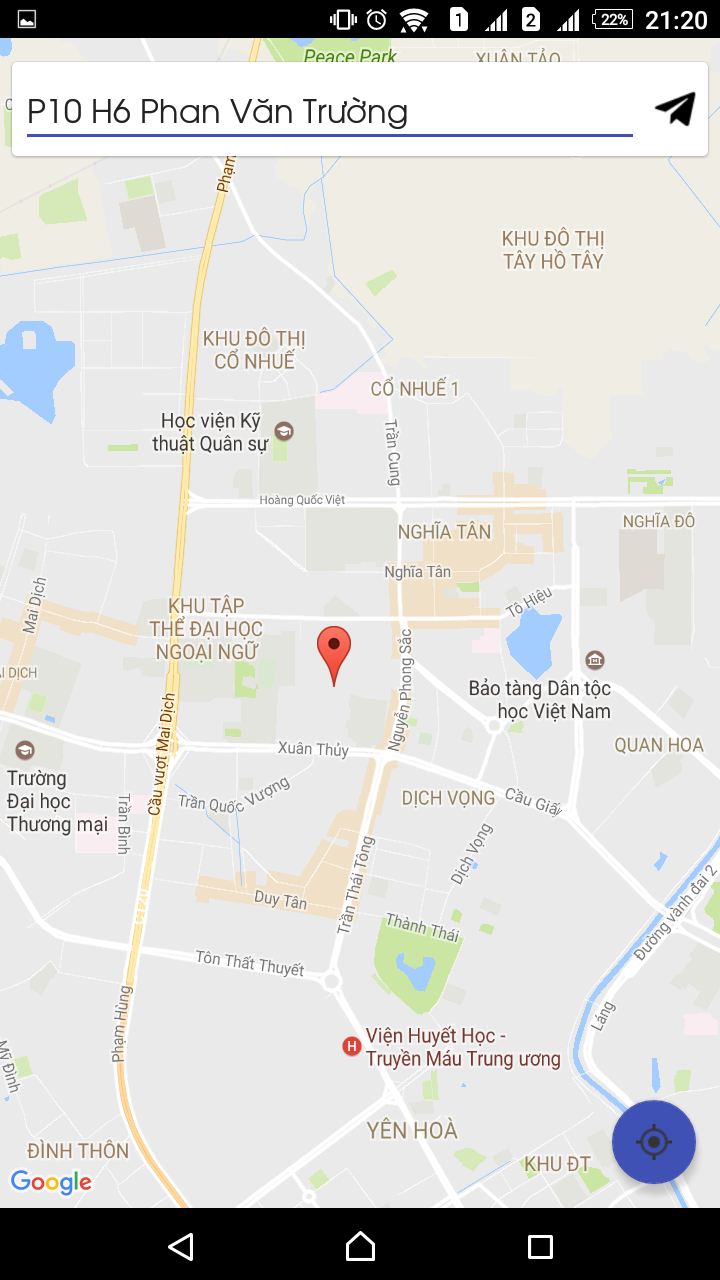 1 2 22% 21:20
Peace Park
XUÂN TẢO
P10 H6 Phan Văn Trường
Phạm
KHU ĐÔ THỊ
TÂY HỒ TÂY
KHU ĐÔ THỊ
CỔ NHUẾ
CỔ NHUẾ 1
Học viện Kỹ
thuật Quân sự
Trần Cung
Hoàng Quốc Việt
NGHĨA TÂN
NGHĨA ĐÔ
Nghĩa Tân
Mai Dịch
KHU TẬP
THỂ ĐẠI HỌC
NGOẠI NGỮ
Tô Hiệu
Nguyễn Phong Sắc
AI DỊCH
Bảo tàng Dân tộc
học Việt Nam
Cầu vượt Mai Dịch
Xuân Thủy
QUAN HOA
Trường
Đại học
Thương mại
Trần Bình
Trần Quốc Vượng
DỊCH VỌNG
Cầu Giấy
Dịch Vọng
Trần Thái Tông
Duy Tân
Thành Thái
Đường vành đai 2
Tôn Thất Thuyết
Phạm Hùng
Láng
Viện Huyết Học -
Truyền Máu Trung ương
Mỹ Đình
YÊN HOÀ
ĐÌNH THÔN
KHU ĐT
Google